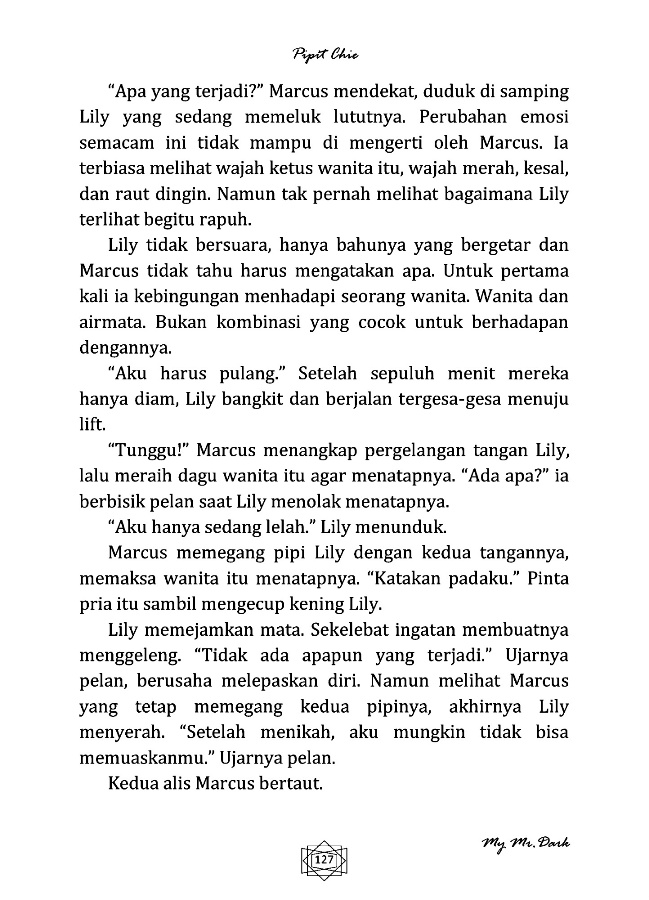 Pipit Chie
“Apa yang terjadi?” Marcus mendekat, duduk di samping
Lily yang sedang memeluk lututnya. Perubahan emosi
semacam ini tidak mampu di mengerti oleh Marcus. Ia
terbiasa melihat wajah ketus wanita itu, wajah merah, kesal,
dan raut dingin. Namun tak pernah melihat bagaimana Lily
terlihat begitu rapuh.
Lily tidak bersuara, hanya bahunya yang bergetar dan
Marcus tidak tahu harus mengatakan apa. Untuk pertama
kali ia kebingungan menhadapi seorang wanita. Wanita dan
airmata. Bukan kombinasi yang cocok untuk berhadapan
dengannya.
“Aku harus pulang.” Setelah sepuluh menit mereka
hanya diam, Lily bangkit dan berjalan tergesa-gesa menuju
lift.
“Tunggu!” Marcus menangkap pergelangan tangan Lily,
lalu meraih dagu wanita itu agar menatapnya. “Ada apa?” ia
berbisik pelan saat Lily menolak menatapnya.
“Aku hanya sedang lelah.” Lily menunduk.
Marcus memegang pipi Lily dengan kedua tangannya,
memaksa wanita itu menatapnya. “Katakan padaku.” Pinta
pria itu sambil mengecup kening Lily.
Lily memejamkan mata. Sekelebat ingatan membuatnya
menggeleng. “Tidak ada apapun yang terjadi.” Ujarnya
pelan, berusaha melepaskan diri. Namun melihat Marcus
yang tetap memegang kedua pipinya, akhirnya Lily
menyerah. “Setelah menikah, aku mungkin tidak bisa
memuaskanmu.” Ujarnya pelan.
Kedua alis Marcus bertaut.
My Mr. Dark
127